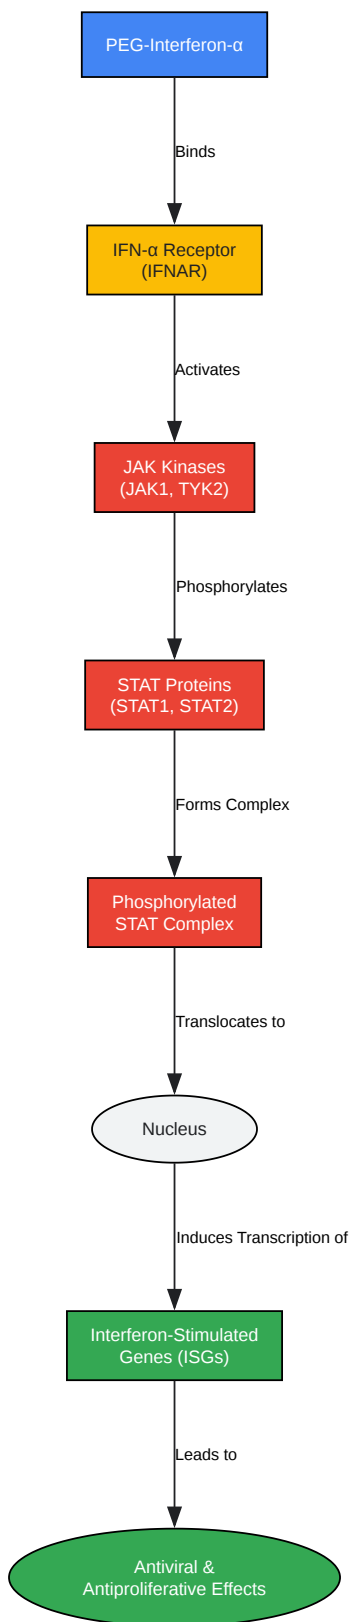 PEG-Interferon-α
Binds
IFN-α Receptor
(IFNAR)
Activates
JAK Kinases
(JAK1, TYK2)
Phosphorylates
STAT Proteins
(STAT1, STAT2)
Forms Complex
Phosphorylated
STAT Complex
Translocates to
Nucleus
Induces Transcription of
Interferon-Stimulated
Genes (ISGs)
Leads to
Antiviral &
Antiproliferative Effects